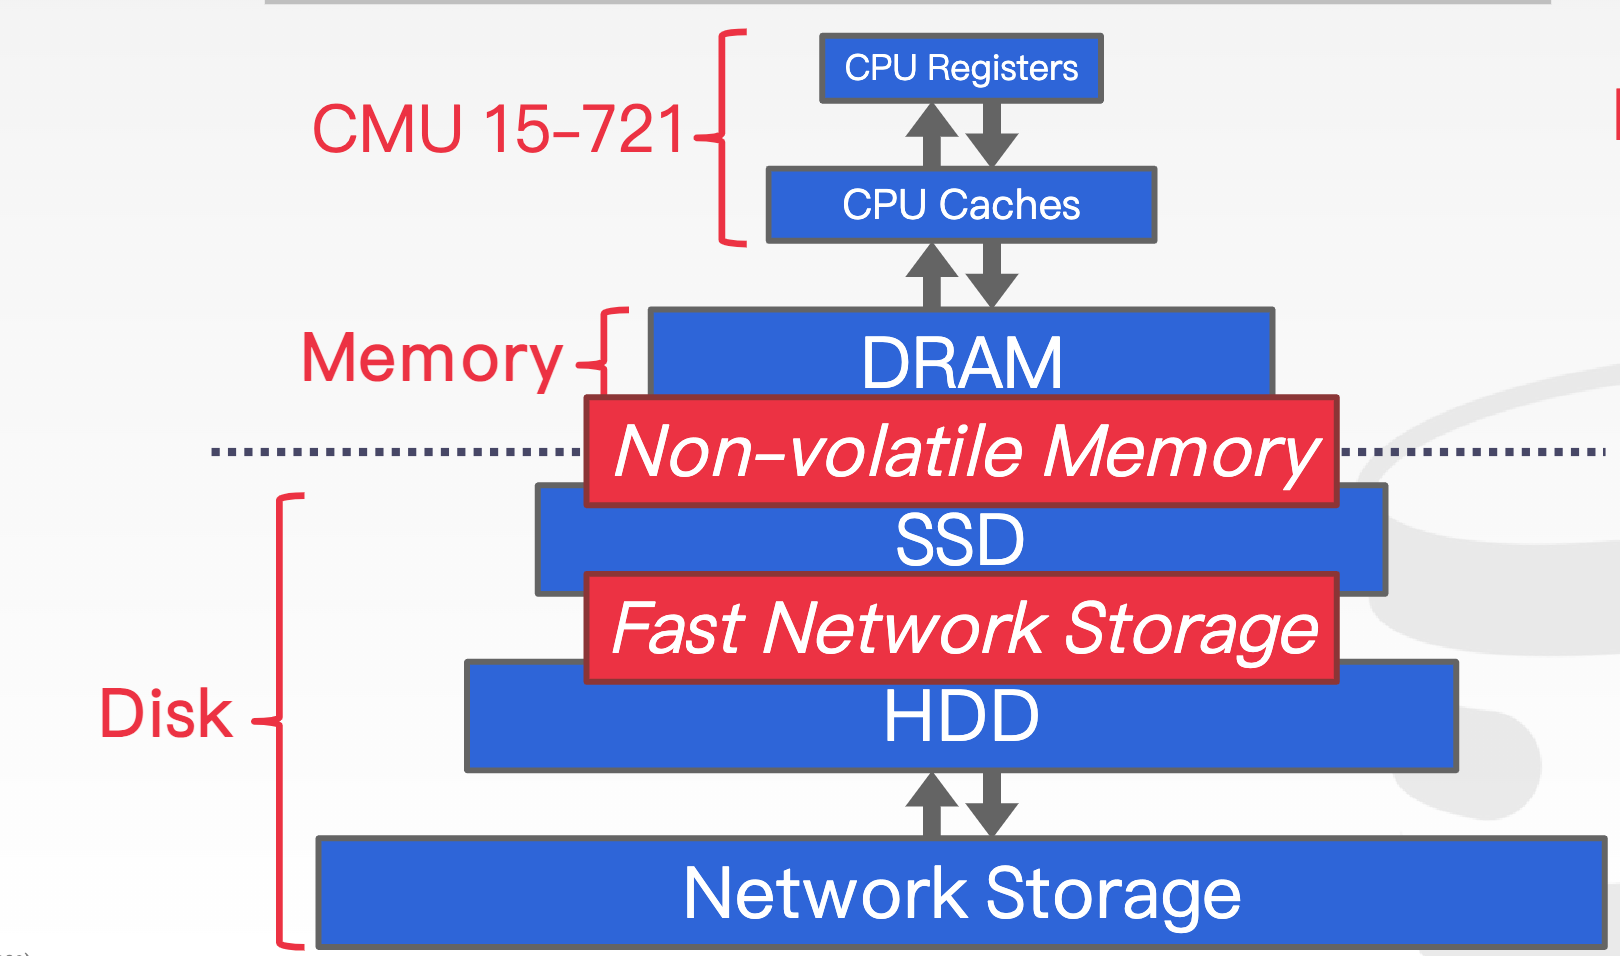 CPU Registers
CMU 15-721
CPU Caches
DRAM
Memory
Non-volatile Memory
SSD
Fast Network Storage
Disk
HDD
Network Storage